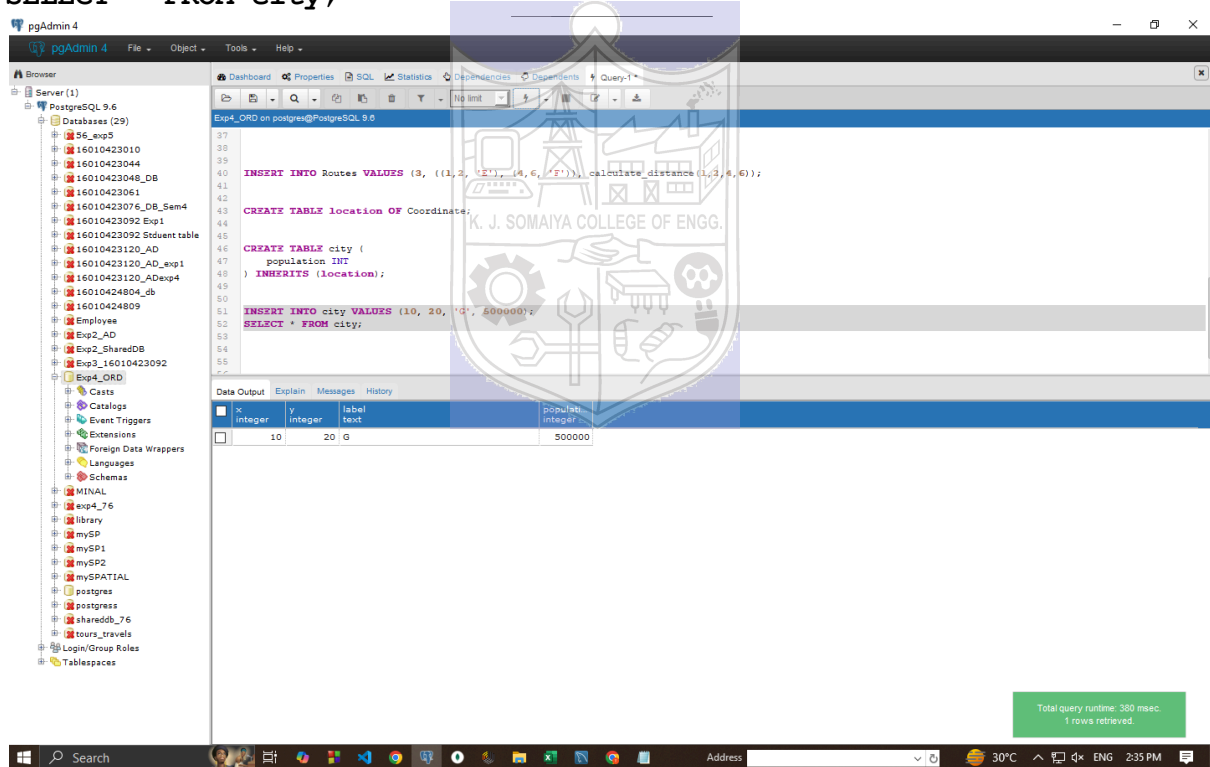 SELECT * FROM city;
pgAdmin 4
pgAdmin 4 File Object Tools Help
Browser
Dashboard Properties SQL Statistics Dependencies Dependents Query-1 *
No limit
Exp4_ORD on postgres@PostgreSQL 9.6
Server (1)
PostgreSQL 9.6
Databases (29)
56_exp5
16010423010
16010423044
16010423048_DB
16010423061
16010423076_DB_Sem4
16010423092 Exp1
16010423092 Stduent table
16010423120_AD
16010423120_AD_exp1
16010423120_ADexp4
16010424804_db
16010424809
Employee
Exp2_AD
Exp2_SharedDB
Exp3_16010423092
Exp4_ORD
Casts
Catalogs
Event Triggers
Extensions
Foreign Data Wrappers
Languages
Schemas
MINAL
exp4_76
library
mySP
mySP1
mySP2
mySPATIAL
postgres
postgress
shareddb_76
tours_travels
Login/Group Roles
Tablespaces
37
38
39
40 INSERT INTO Routes VALUES (3, ((1,2, 'E'), (4,6, 'F')), calculate_distance(1,2,4,6));
41
42
43 CREATE TABLE location OF Coordinate;
44
45
46 CREATE TABLE city (
47 population INT
48 ) INHERITS (location);
49
50
51 INSERT INTO city VALUES (10, 20, 'G', 500000);
52 SELECT * FROM city;
53
54
55
K. J. SOMAIYA COLLEGE OF ENGG.
Data Output Explain Messages History
x y label populati...
integer integer text integer
10 20 G 500000
Total query runtime: 380 msec.
1 rows retrieved.
Search Address 30°C ENG 2:35 PM